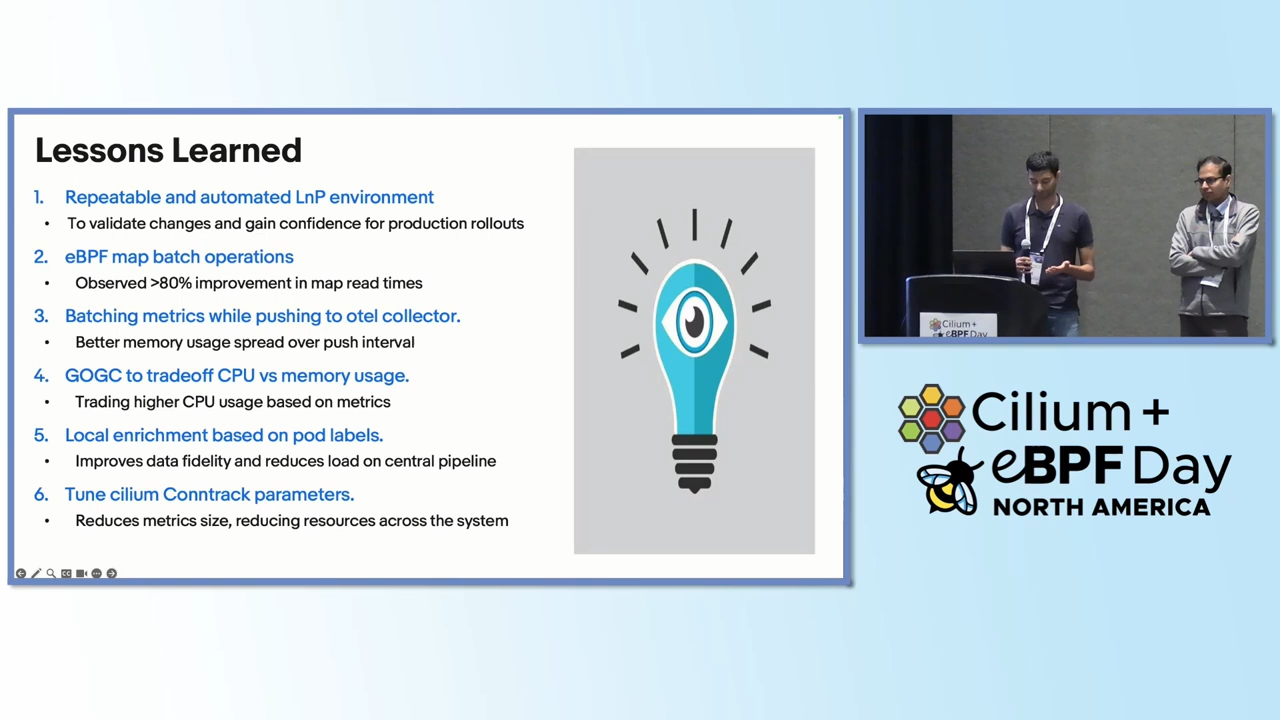 Lessons Learned
1. Repeatable and automated LnP environment
• To validate changes and gain confidence for production rollouts
2. eBPF map batch operations
• Observed >80% improvement in map read times
3. Batching metrics while pushing to otel collector.
• Better memory usage spread over push interval
4. GOGC to tradeoff CPU vs memory usage.
• Trading higher CPU usage based on metrics
5. Local enrichment based on pod labels.
• Improves data fidelity and reduces load on central pipeline
6. Tune cilium Conntrack parameters.
• Reduces metrics size, reducing resources across the system
Cilium +
eBPF Day
Cilium +
eBPF Day
NORTH AMERICA